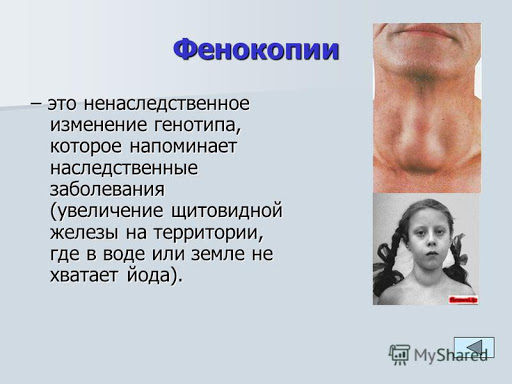 Фенокопии
– это ненаследственное
изменение генотипа,
которое напоминает
наследственные
заболевания
(увеличение щитовидной
железы на территории,
где в воде или земле не
хватает йода).
MyShared